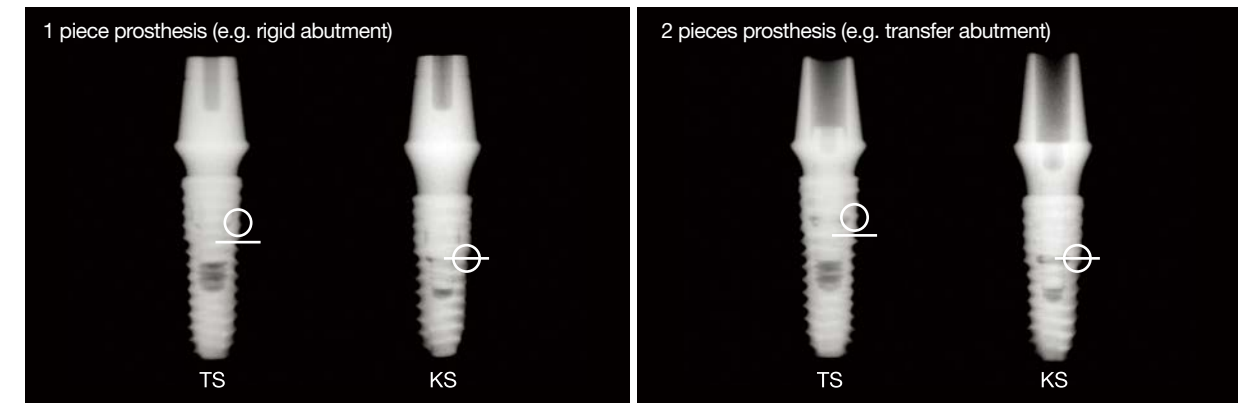 1 piece prosthesis (e.g. rigid abutment)
TS
KS
2 pieces prosthesis (e.g. transfer abutment)
TS
KS